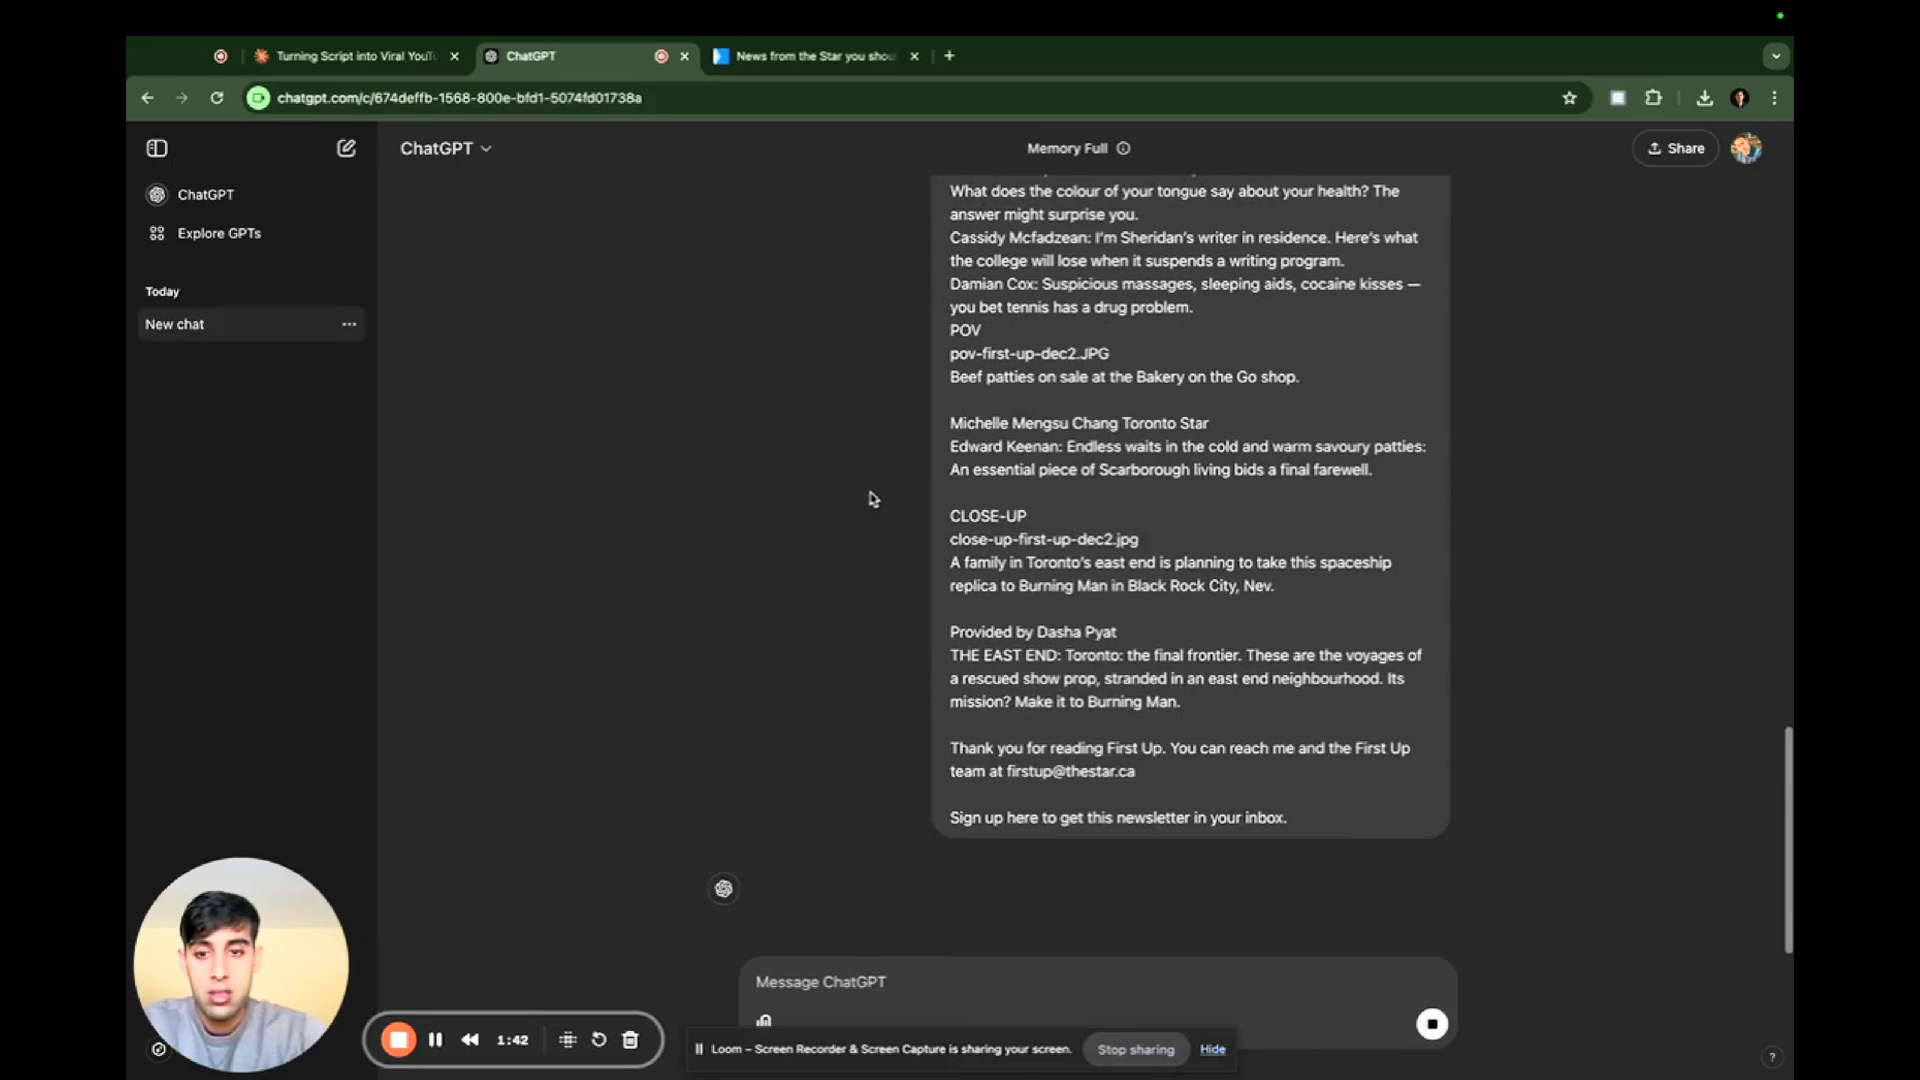 Turning Script into Viral YouTu
ChatGPT
News from the Star you shou
chatgpt.com/c/674deffb-1568-800e-bfd1-5074fd01738a
ChatGPT
Memory Full
Share
ChatGPT
Explore GPTs
Today
New chat
What does the colour of your tongue say about your health? The
answer might surprise you.
Cassidy Mcfadzean: I'm Sheridan's writer in residence. Here's what
the college will lose when it suspends a writing program.
Damian Cox: Suspicious massages, sleeping aids, cocaine kisses —
you bet tennis has a drug problem.
POV
pov-first-up-dec2.JPG
Beef patties on sale at the Bakery on the Go shop.
Michelle Mengsu Chang Toronto Star
Edward Keenan: Endless waits in the cold and warm savoury patties:
An essential piece of Scarborough living bids a final farewell.
CLOSE-UP
close-up-first-up-dec2.jpg
A family in Toronto's east end is planning to take this spaceship
replica to Burning Man in Black Rock City, Nev.
Provided by Dasha Pyat
THE EAST END: Toronto: the final frontier. These are the voyages of
a rescued show prop, stranded in an east end neighbourhood. Its
mission? Make it to Burning Man.
Thank you for reading First Up. You can reach me and the First Up
team at firstup@thestar.ca
Sign up here to get this newsletter in your inbox.
Message ChatGPT
1:42
Loom – Screen Recorder & Screen Capture is sharing your screen.
Stop sharing
Hide
?